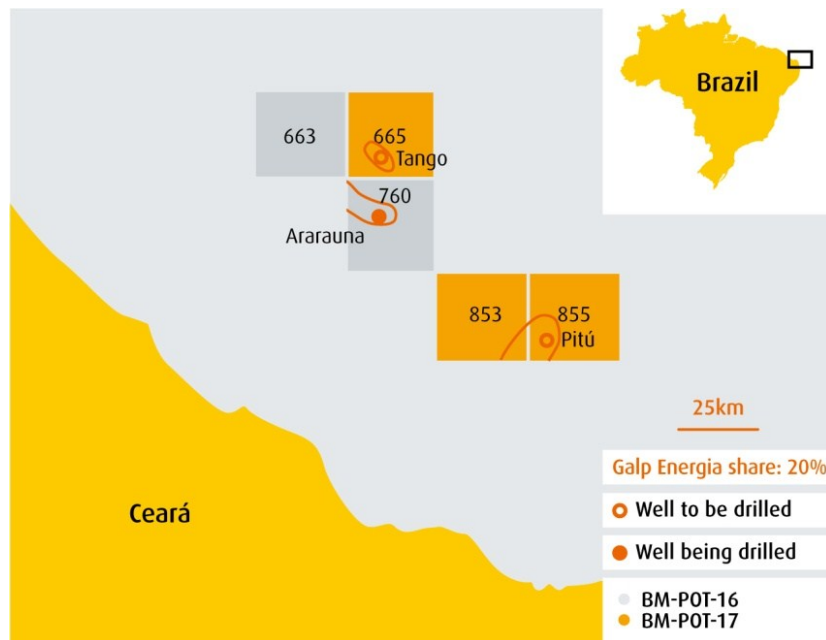 Brazil
663
665
Tango
760
Ararauna
853
855
Pitú
25km
Galp Energia share: 20%
Well to be drilled
Well being drilled
BM-POT-16
BM-POT-17
Ceará